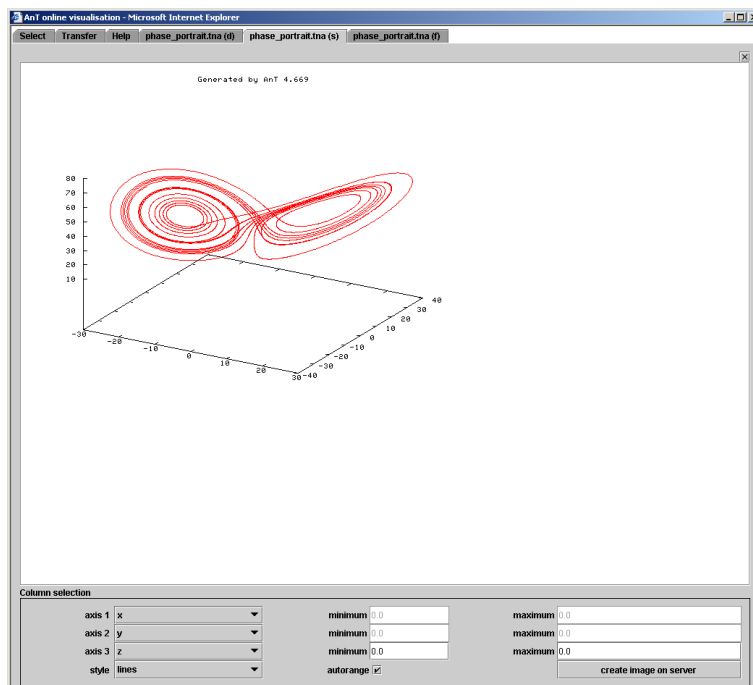 AnT online visualisation - Microsoft Internet Explorer
Select Transfer Help phase_portrait.tna (d) phase_portrait.tna (s) phase_portrait.tna (f)
Generated by AnT 4.669
80
70
60
50
40
30
20
10
-30 -20 -10 0 10 20 30
-40 -30 -20 -10 0 10 20 30 40
Column selection
axis 1 x minimum 0.0 maximum 0.0
axis 2 y minimum 0.0 maximum 0.0
axis 3 z minimum 0.0 maximum 0.0
style lines autorange create image on server